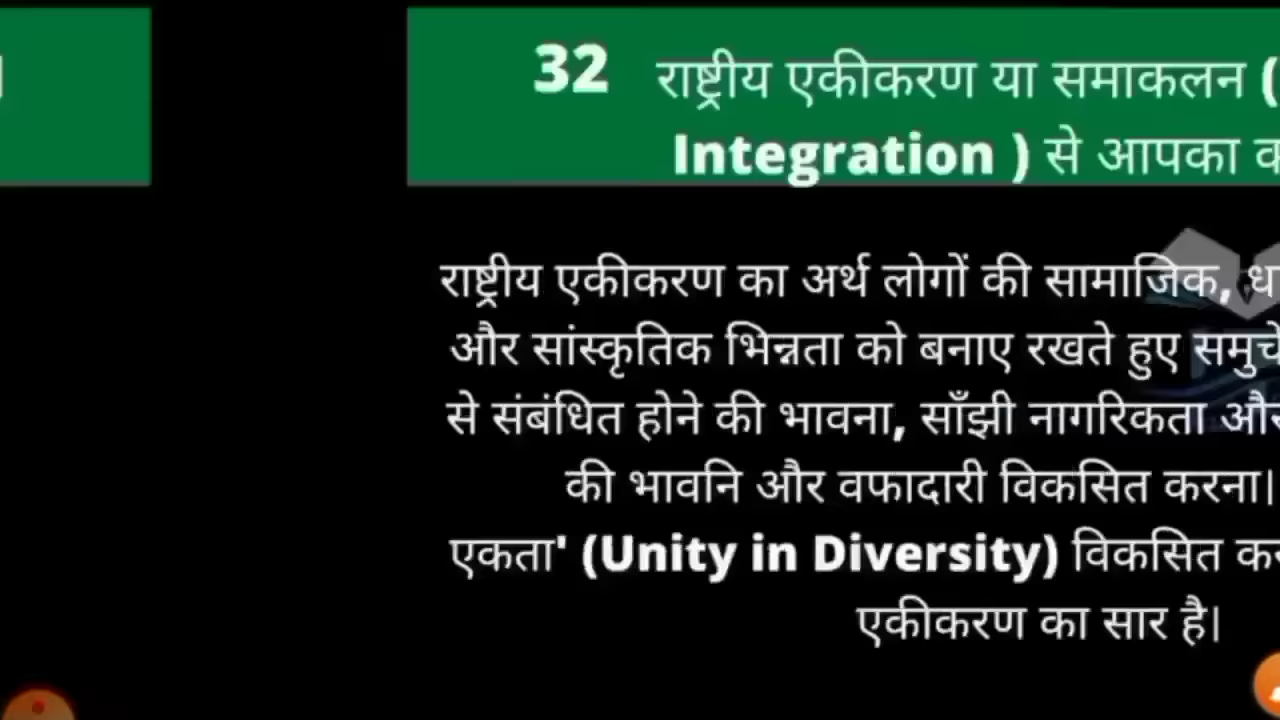 32 राष्ट्रीय एकीकरण या समाकलन (
Integration ) से आपका
राष्ट्रीय एकीकरण का अर्थ लोगों की सामाजिक,
और सांस्कृतिक भिन्नता को बनाए रखते हुए
से संबंधित होने की भावना, साँझी नागरिकता
की भावनि और वफादारी विकसित करना।
एकता' (Unity in Diversity) विकसित
एकीकरण का सार है।